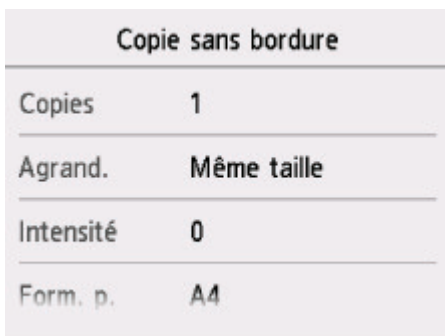 Copie sans bordure
Copies 1
Agrand. Même taille
Intensité 0
Form. p. A4